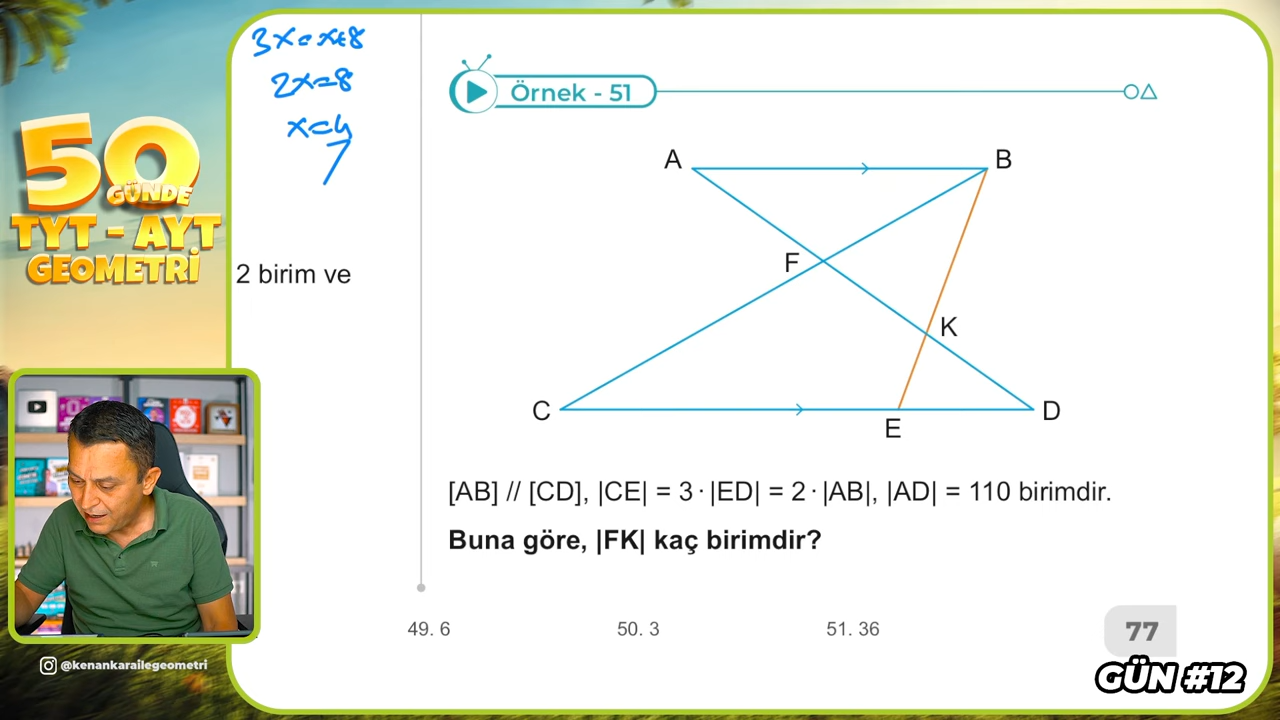 3x=x+8
2x=8
x=4
50
GÜNDE
TYT - AYT
GEOMETRİ
2 birim ve
Örnek - 51
A
B
F
K
C
E
D
[AB] // [CD], |CE| = 3 · |ED| = 2 · |AB|, |AD| = 110 birimdir.
Buna göre, |FK| kaç birimdir?
49. 6 50. 3 51. 36
77
GÜN #12
@kenankarailegeometri